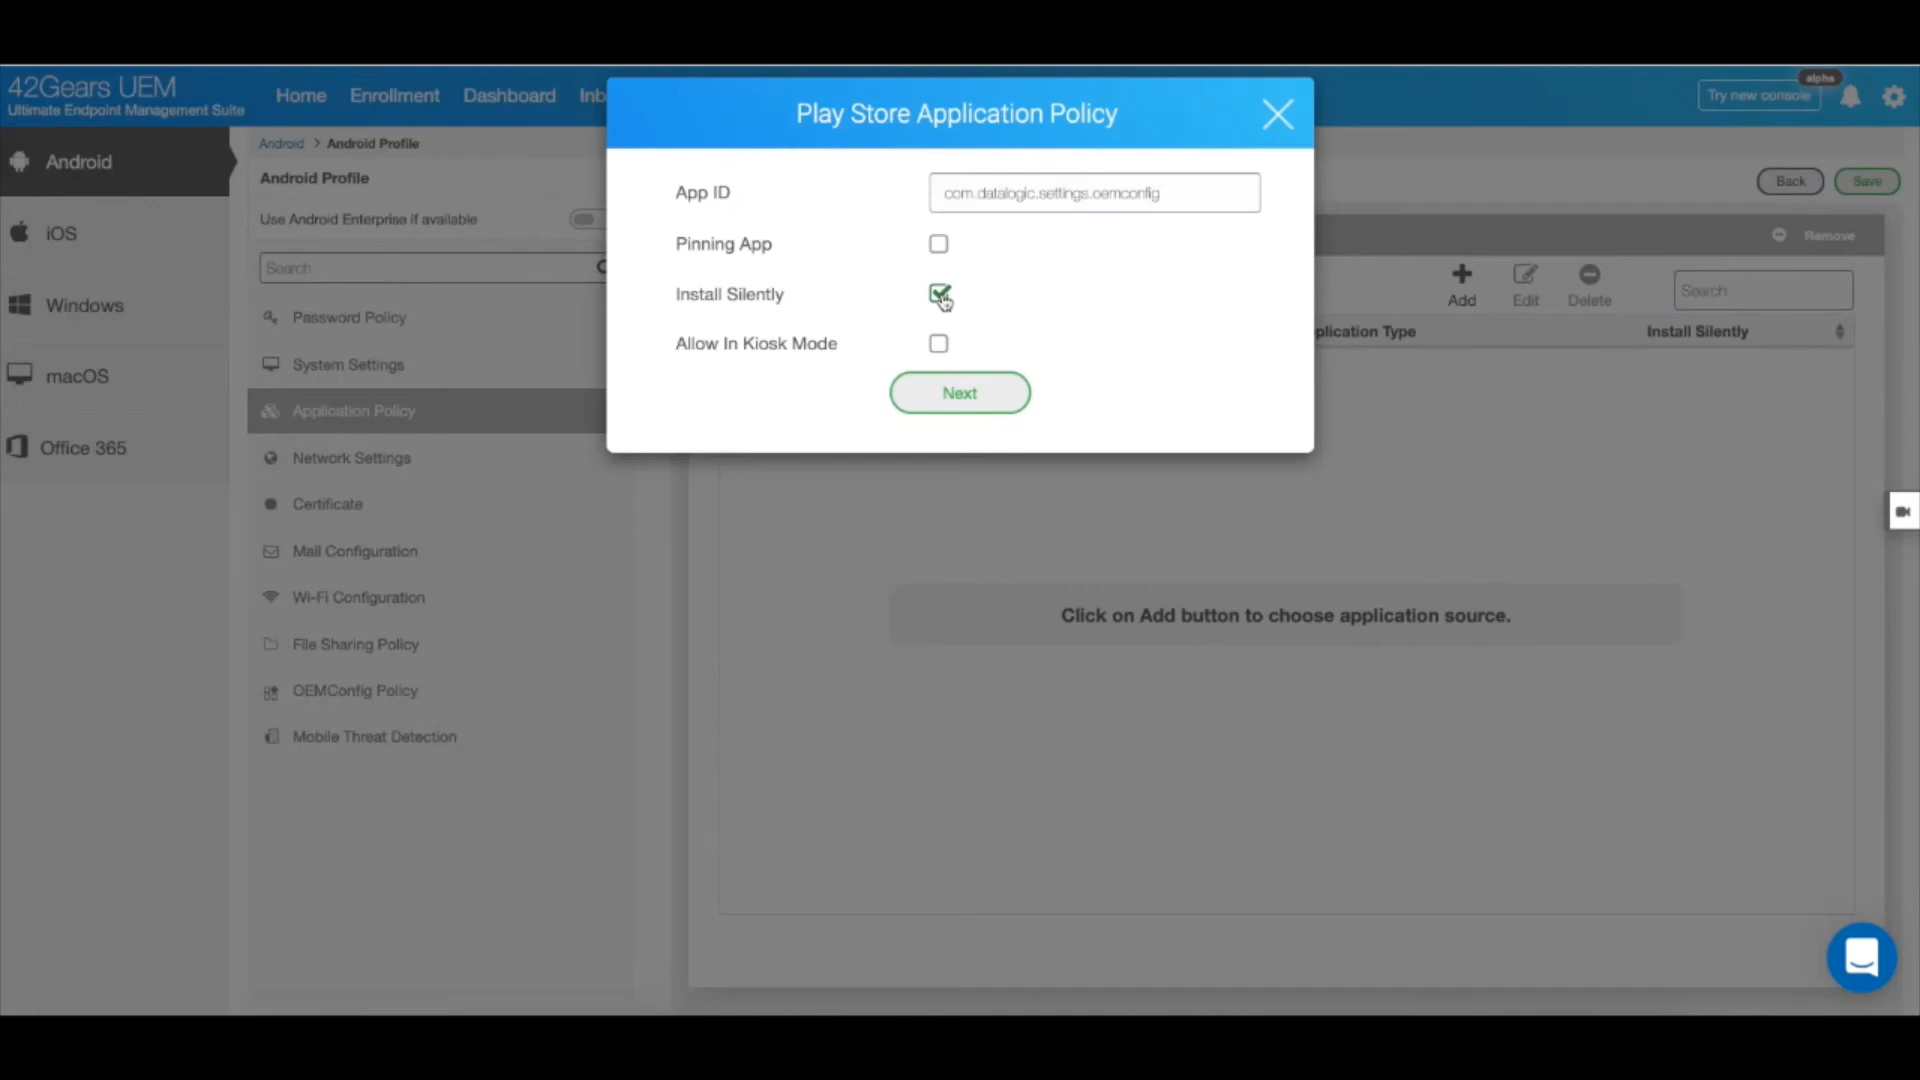 42Gears UEM
Ultimate Endpoint Management Suite
Home
Enrollment
Dashboard
Inb
alpha
Try new console
Play Store Application Policy
Android
iOS
Windows
macOS
Office 365
Android > Android Profile
Android Profile
Use Android Enterprise if available
Search
Password Policy
System Settings
Application Policy
Network Settings
Certificate
Mail Configuration
Wi-Fi Configuration
File Sharing Policy
OEMConfig Policy
Mobile Threat Detection
App ID
com.datalogic.settings.oemconfig
Pinning App
Install Silently
Allow In Kiosk Mode
Next
Back
Save
Remove
Add
Edit
Delete
Search
plication Type
Install Silently
Click on Add button to choose application source.